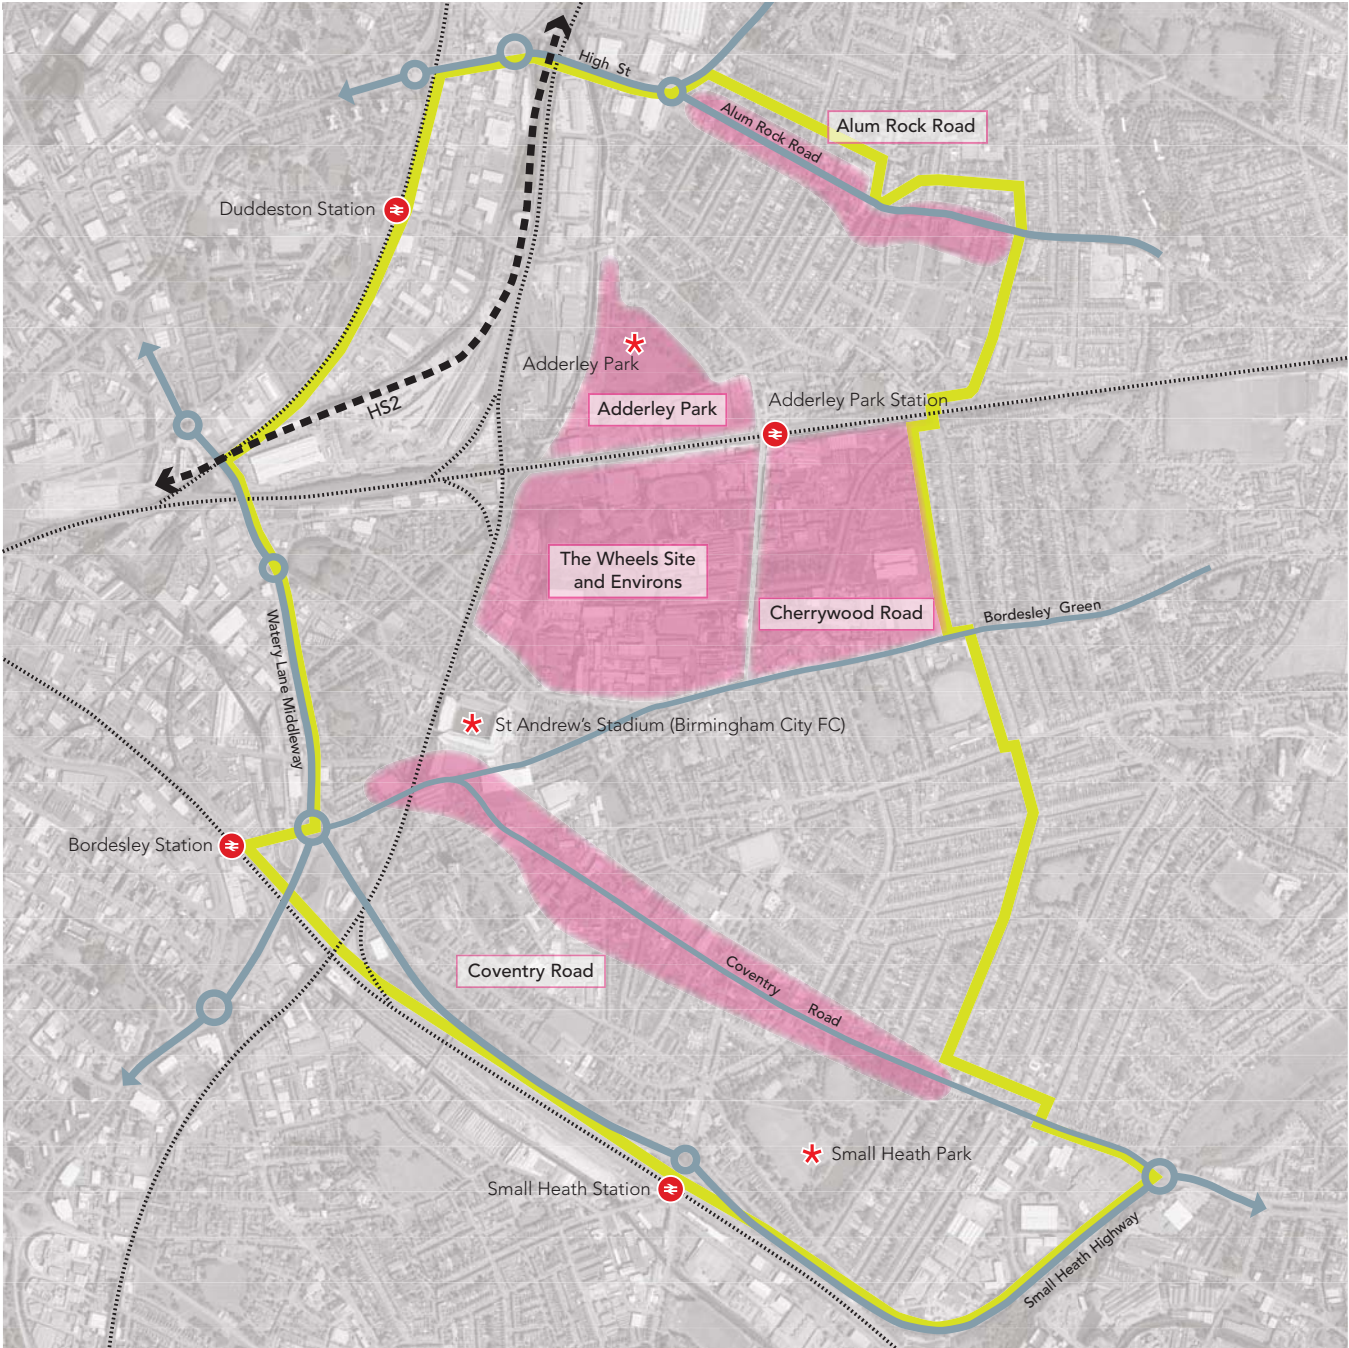 High St
Alum Rock Road
Alum Rock Road
Duddeston Station
Adderley Park
HS2
Adderley Park
Adderley Park Station
The Wheels Site
and Environs
Cherrywood Road
Bordesley Green
Watery Lane Middleway
St Andrew's Stadium (Birmingham City FC)
Bordesley Station
Coventry Road
Coventry Road
Small Heath Park
Small Heath Station
Small Heath Highway